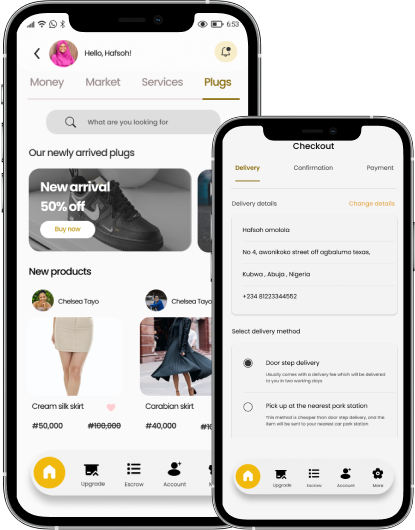 6:53
Hello, Hafsoh!
Money Market Services Plugs
What are you looking for
Our newly arrived plugs
New arrival
50% off
Buy now
New products
Chelsea Tayo
Chelsea Tayo
Cream silk skirt
Carabian skirt
₦50,000 ₦100,000
₦40,000
Upgrade Escrow Account
Checkout
Delivery Confirmation Payment
Delivery details Change details
Hafsoh omolola
No 4, awonikoko street off agbalumo texas,
Kubwa , Abuja , Nigeria
+234 81223344552
Select delivery method
Door step delivery
Usually comes with a delivery fee which will be delivered
to you in two working days
Pick up at the nearest park station
This method is cheaper than door step delivery, and the
item will be sent to your nearest car park station
Upgrade Escrow Account More